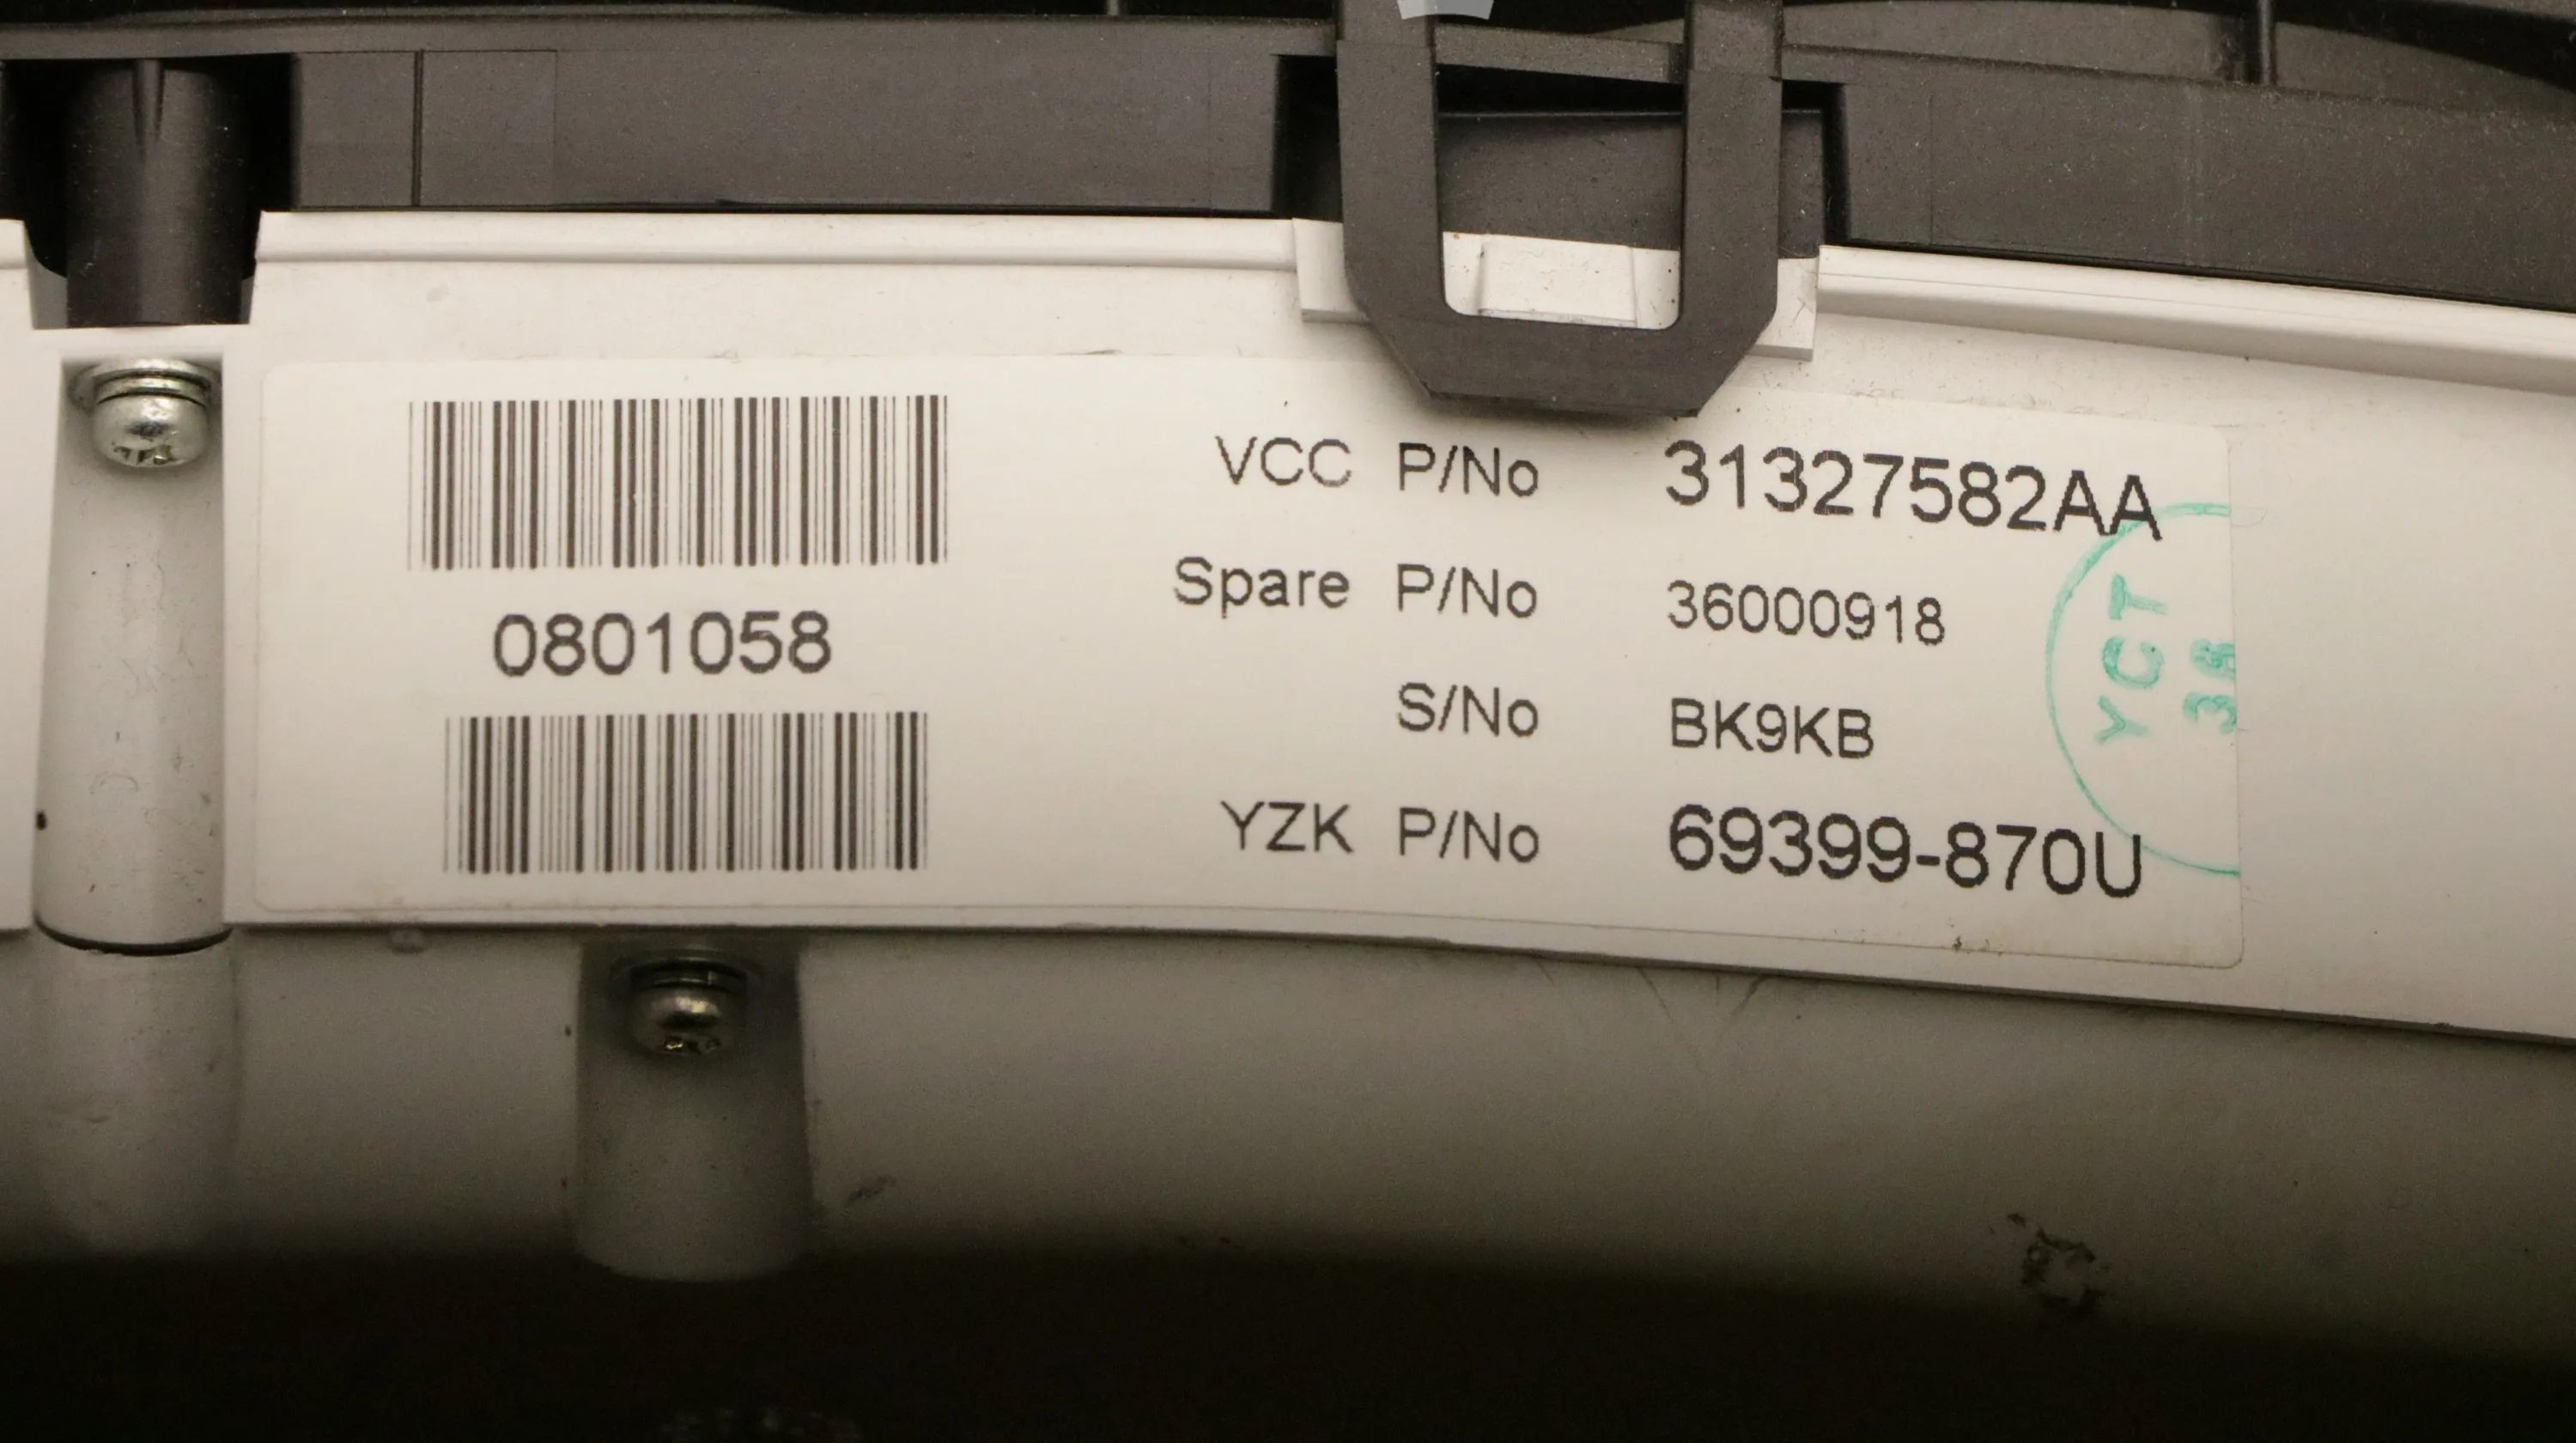 0801058
VCC P/No 31327582AA
Spare P/No 36000918
S/No BK9KB
YZK P/No 69399-870U
YCT